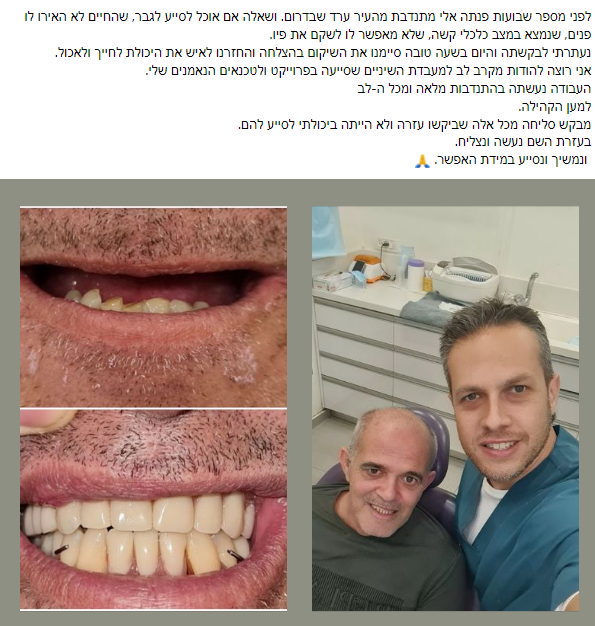 לפני מספר שבועות פנתה אלי מתנדבת מהעיר ערד שבדרום. ושאלה אם אוכל לסייע לגבר, שהחיים לא האירו לו
פנים, שנמצא במצב כלכלי קשה, שלא מאפשר לו לשקם את פיו.
נעתרתי לבקשתה והיום בשעה טובה סיימנו את השיקום בהצלחה והחזרנו לאיש את היכולת לחייך ולאכול.
אני רוצה להודות מקרב לב למעבדת השיניים שסייעה בפרוייקט ולטכנאים הנאמנים שלי.
העבודה נעשתה בהתנדבות מלאה ומכל ה-לב
למען הקהילה.
מבקש סליחה מכל אלה שביקשו עזרה ולא הייתה ביכולתי לסייע להם.
בעזרת השם נעשה ונצליח.
ונמשיך ונסייע במידת האפשר. 🙏